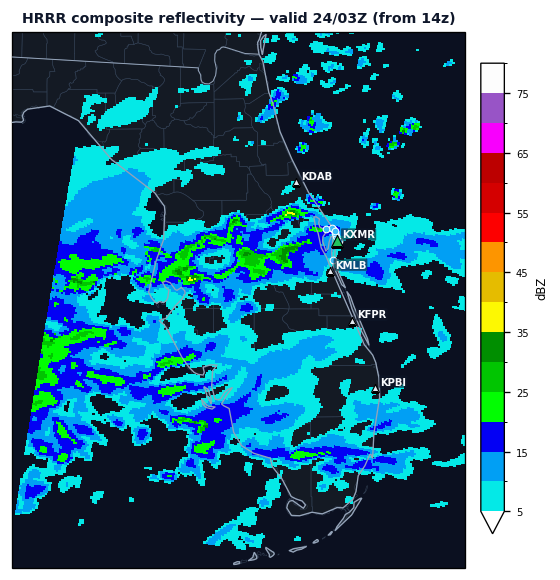 HRRR composite reflectivity — valid 24/03Z (from 14z)
KDAB
KXMR
KMLB
KFPR
KPBI
75
65
55
45
35
25
15
5
dBZ